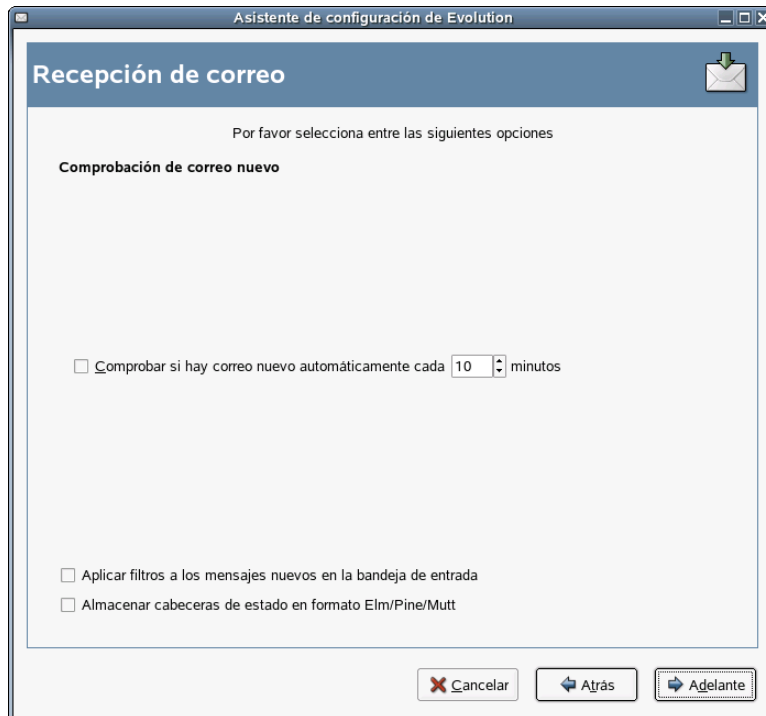 Asistente de configuración de Evolution
Recepción de correo
Por favor selecciona entre las siguientes opciones
Comprobación de correo nuevo
Comprobar si hay correo nuevo automáticamente cada 10 minutos
Aplicar filtros a los mensajes nuevos en la bandeja de entrada
Almacenar cabeceras de estado en formato Elm/Pine/Mutt
Cancelar Atrás Adelante